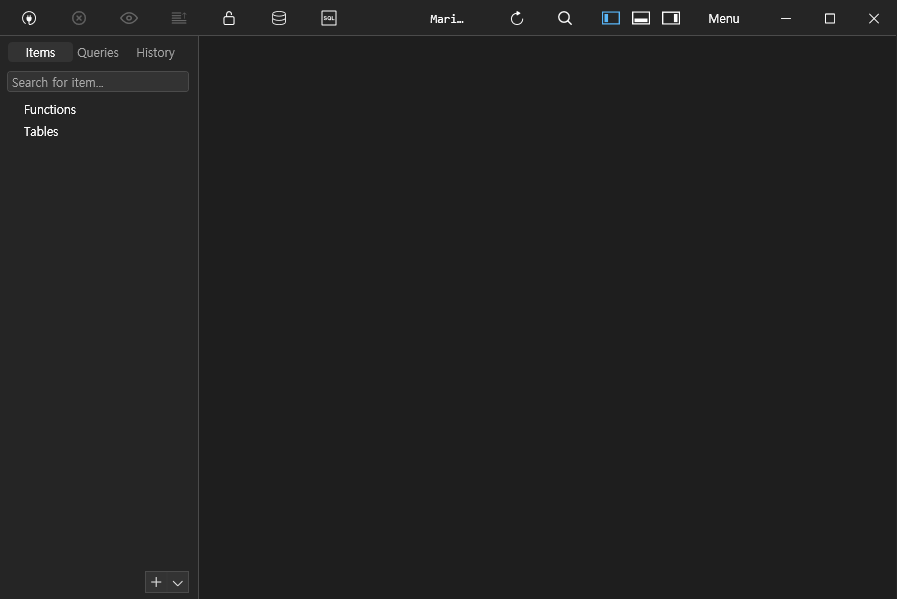 SQL
Mari…
Menu
Items Queries History
Search for item...
Functions
Tables